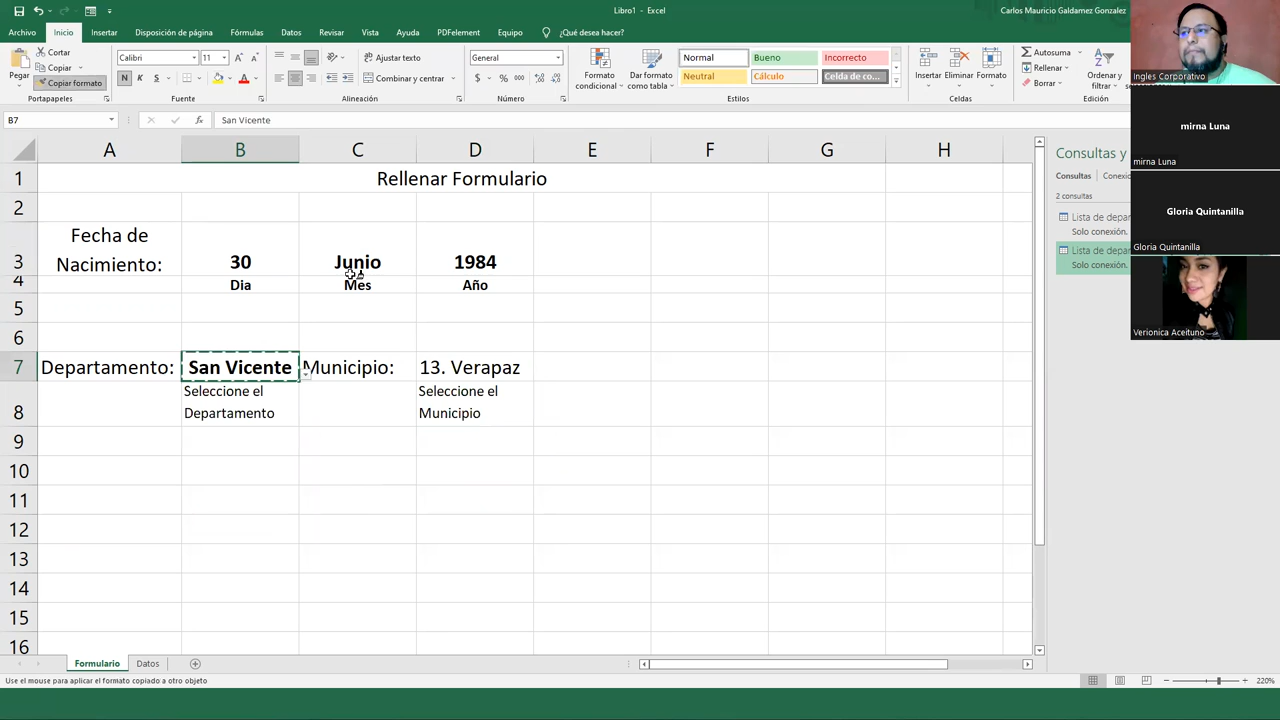 Libro1 - Excel
Carlos Mauricio Galdamez Gonzalez
Archivo Inicio Insertar Disposición de página Fórmulas Datos Revisar Vista Ayuda PDFelement Equipo ¿Qué desea hacer?
Pegar
Cortar
Copiar
Copiar formato
Portapapeles
Calibri 11
N K S
Fuente
Ajustar texto
Combinar y centrar
Alineación
General
$ % 000
Número
Formato condicional
Dar formato como tabla
Normal Bueno Incorrecto
Neutral Cálculo Celda de co...
Estilos
Insertar Eliminar Formato
Celdas
Autosuma
Rellenar
Borrar
Ordenar y filtrar
Edición
B7
San Vicente
A B C D E F G H
1 Rellenar Formulario
2
3 Fecha de Nacimiento: 30 Junio 1984
4 Dia Mes Año
5
6
7 Departamento: San Vicente Municipio: 13. Verapaz
8 Seleccione el Departamento Seleccione el Municipio
9
10
11
12
13
14
15
16
Consultas y
Consultas Conexio
2 consultas
Lista de depar
Solo conexión.
Lista de depar
Solo conexión.
Ingles Corporativo
mirna Luna
mirna Luna
Gloria Quintanilla
Gloria Quintanilla
Verionica Aceituno
Formulario Datos
Use el mouse para aplicar el formato copiado a otro objeto
220%